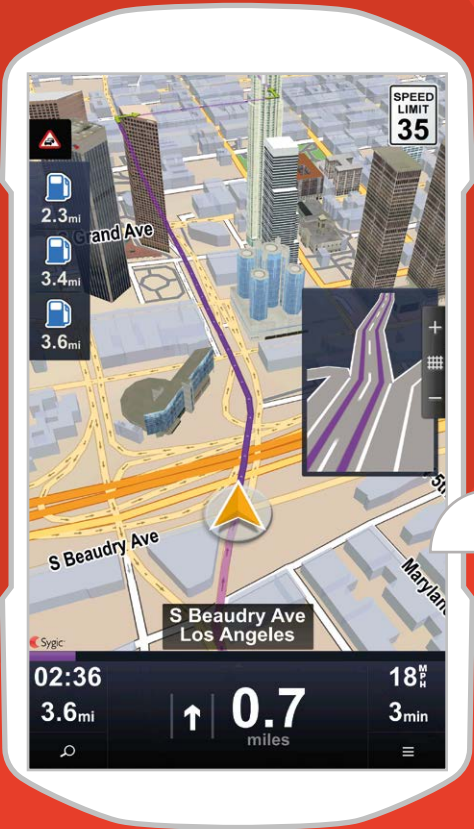 SPEED
LIMIT
35
2.3mi
Grand Ave
3.4mi
3.6mi
S Beaudry Ave
S Beaudry Ave
Los Angeles
Sygic
02:36
18 MPH
3.6mi
0.7
3min
miles